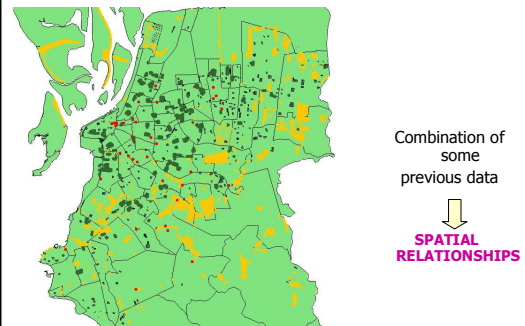 Combination of
some
previous data
SPATIAL
RELATIONSHIPS